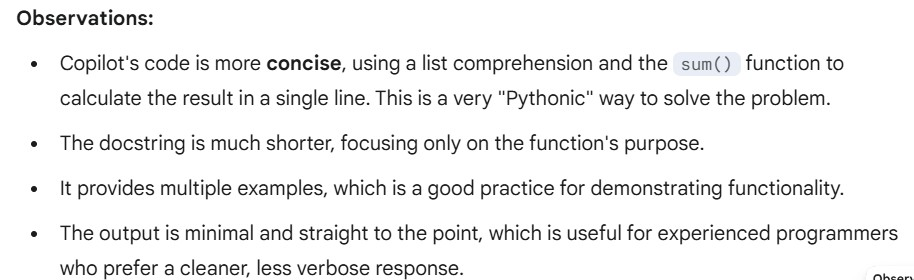 Observations:
• Copilot's code is more concise, using a list comprehension and the sum() function to
calculate the result in a single line. This is a very "Pythonic" way to solve the problem.
• The docstring is much shorter, focusing only on the function's purpose.
• It provides multiple examples, which is a good practice for demonstrating functionality.
• The output is minimal and straight to the point, which is useful for experienced programmers
who prefer a cleaner, less verbose response.